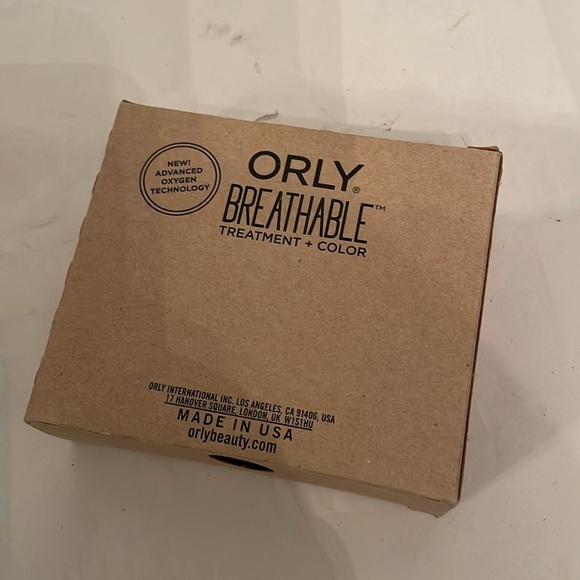 NEW!
ADVANCED
OXYGEN
TECHNOLOGY
ORLY®
BREATHABLE™
TREATMENT + COLOR
ORLY INTERNATIONAL INC. LOS ANGELES, CA 91406, USA
17 HANOVER SQUARE, LONDON, UK W1S1HU
MADE IN USA
orlybeauty.com